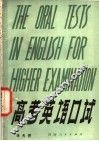 THE ORAL TESTS
IN ENGLISH FOR
HIGHER EXAMINATION
高考英语口试